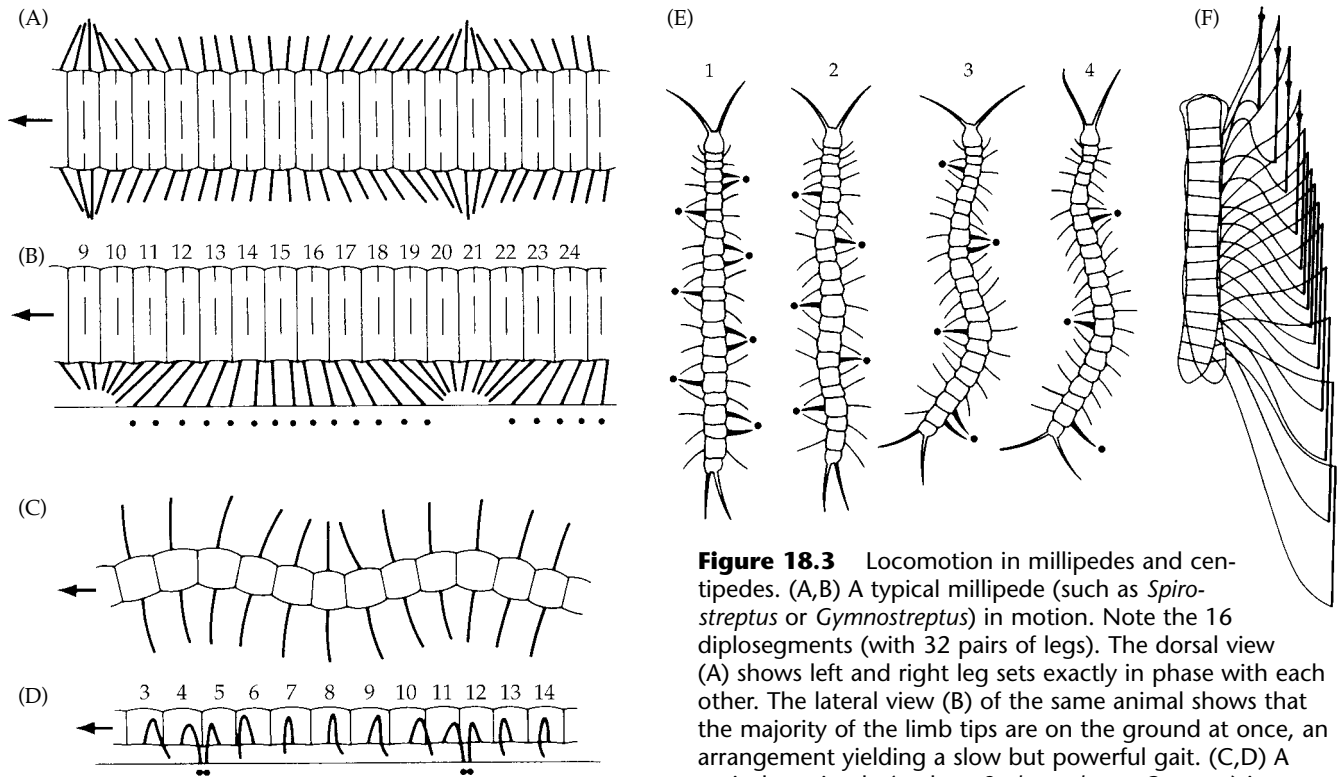 (A)
(B)
9 10 11 12 13 14 15 16 17 18 19 20 21 22 23 24
(C)
(D)
3 4 5 6 7 8 9 10 11 12 13 14
(E)
1 2 3 4
(F)
Figure 18.3 Locomotion in millipedes and cen-
tipedes. (A,B) A typical millipede (such as Spiro-
streptus or Gymnostreptus) in motion. Note the 16
diplosegments (with 32 pairs of legs). The dorsal view
(A) shows left and right leg sets exactly in phase with each
other. The lateral view (B) of the same animal shows that
the majority of the limb tips are on the ground at once, an
arrangement yielding a slow but powerful gait. (C,D) A